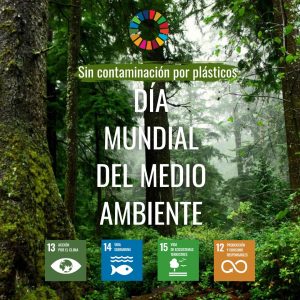 Sin contaminación por plásticos
DÍA
MUNDIAL
DEL MEDIO
AMBIENTE
13 ACCIÓN
POR EL CLIMA
14 VIDA
SUBMARINA
15 VIDA
DE ECOSISTEMAS
TERRESTRES
12 PRODUCCIÓN
Y CONSUMO
RESPONSABLES